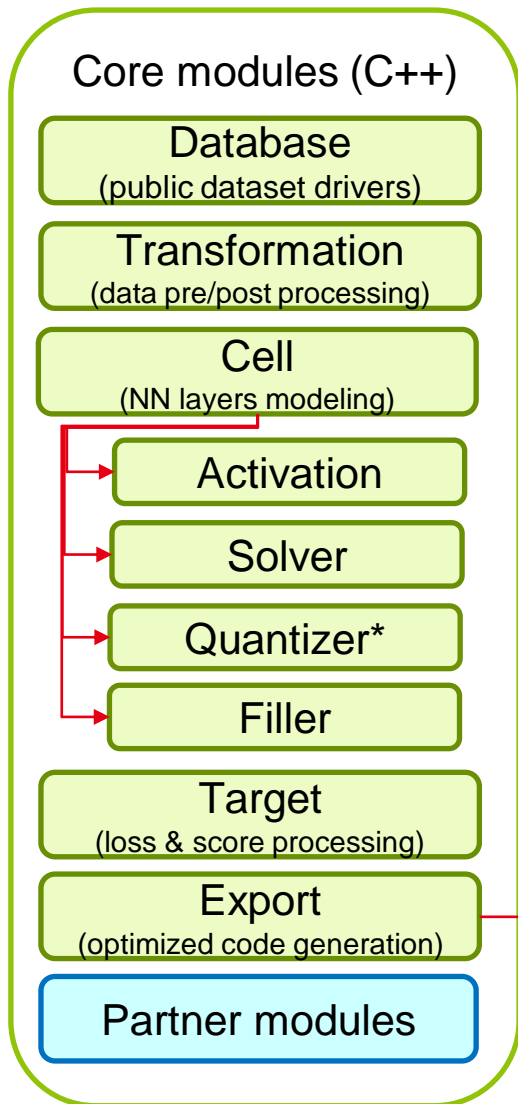 Core modules (C++)
Database
(public dataset drivers)
Transformation
(data pre/post processing)
Cell
(NN layers modeling)
Activation
Solver
Quantizer*
Filler
Target
(loss & score processing)
Export
(optimized code generation)
Partner modules